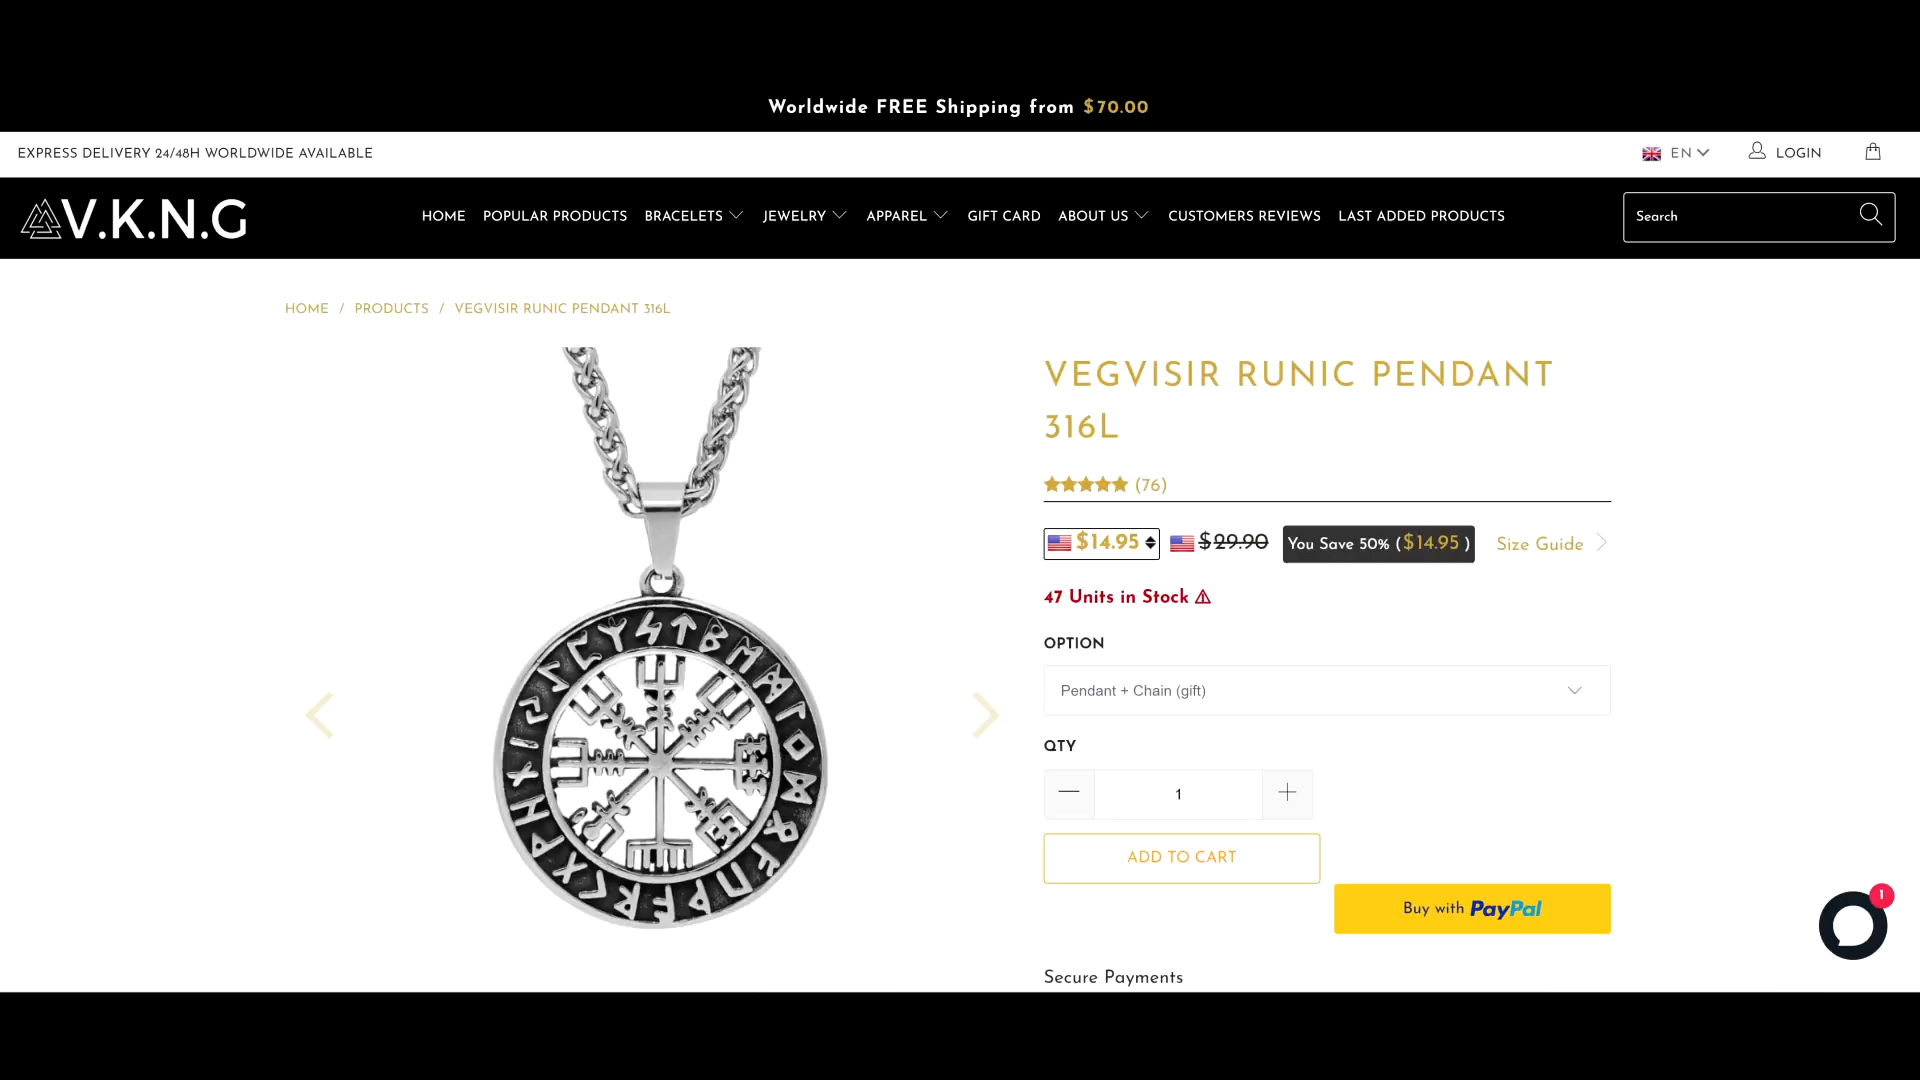 Worldwide FREE Shipping from $70.00
EXPRESS DELIVERY 24/48H WORLDWIDE AVAILABLE
EN
LOGIN
V.K.N.G
HOME
POPULAR PRODUCTS
BRACELETS
JEWELRY
APPAREL
GIFT CARD
ABOUT US
CUSTOMERS REVIEWS
LAST ADDED PRODUCTS
Search
HOME / PRODUCTS / VEGVISIR RUNIC PENDANT 316L
VEGVISIR RUNIC PENDANT
316L
(76)
$14.95 $29.90 You Save 50% ($14.95 ) Size Guide
47 Units in Stock
OPTION
Pendant + Chain (gift)
QTY
1
ADD TO CART
Buy with PayPal
1
Secure Payments